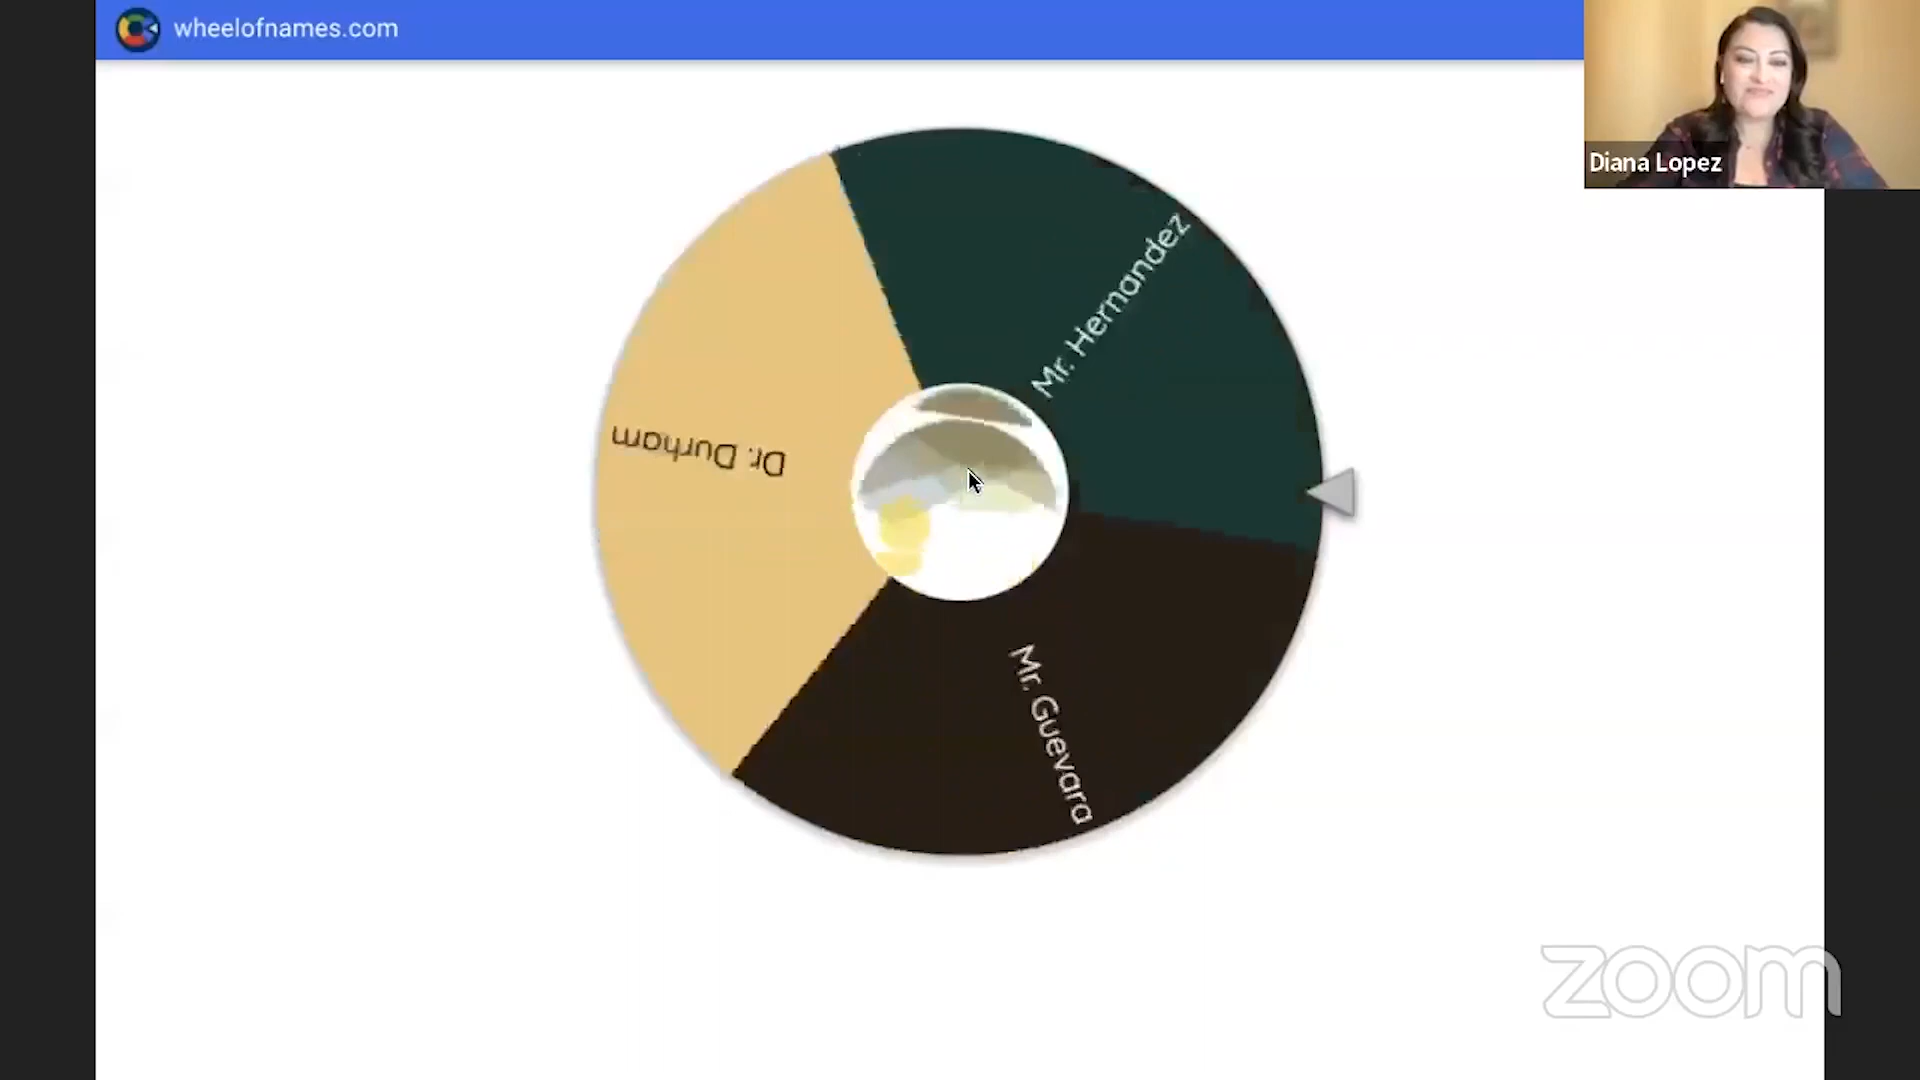 wheelofnames.com
Diana Lopez
Mr. Hernandez
Dr. Durham
Mr. Guevara
zoom